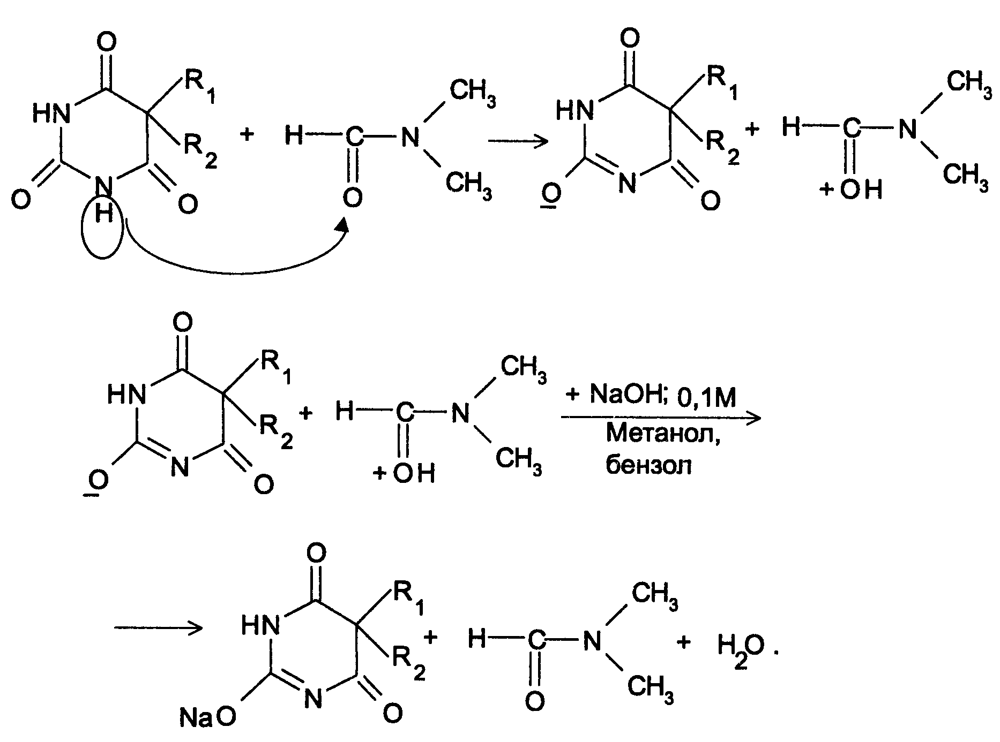 O O
R1 CH3 R1 CH3
HN + H C N HN + H C N
R2 R2
O N O CH3 O N O CH3
H O +OH
O
R1 CH3
HN + H C N + NaOH; 0,1М
R2 Метанол,
O N O CH3 бензол
+OH
O
R1 CH3
HN + H C N + H2O .
R2
NaO N O CH3
O